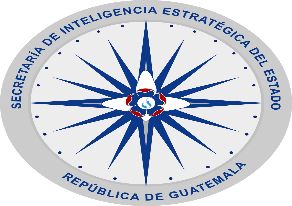 SECRETARÍA DE INTELIGENCIA ESTRATÉGICA DEL ESTADO
REPÚBLICA DE GUATEMALA